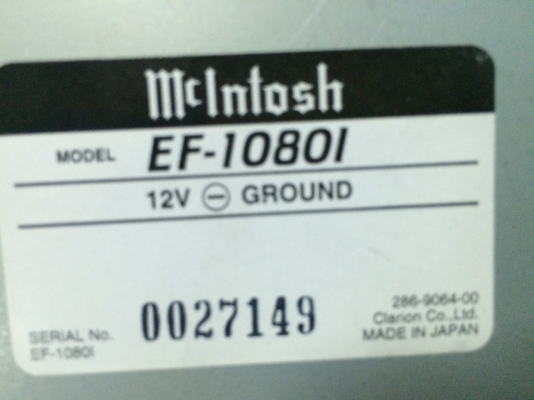 McIntosh
MODEL EF-1080I
12V ⊖ GROUND
286-9064-00
Clarion Co.,Ltd.
SERIAL No. 0027149 MADE IN JAPAN
EF-1080I